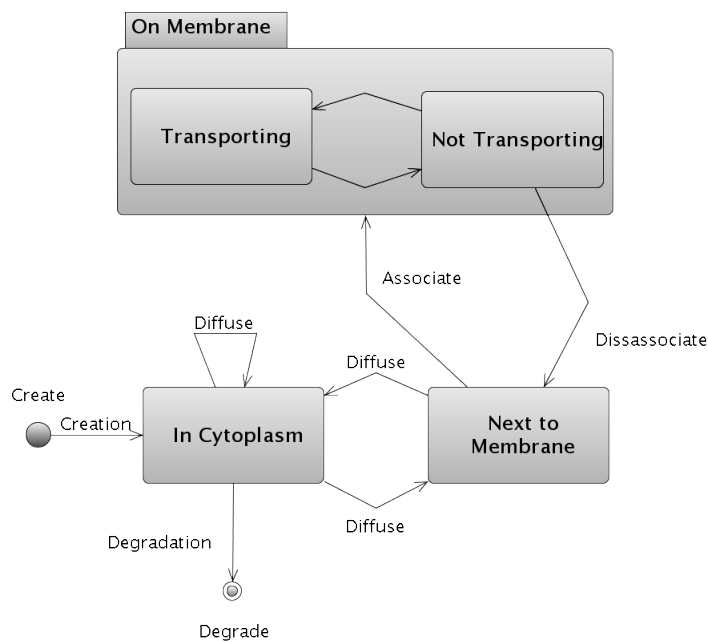 On Membrane
Transporting
Not Transporting
Associate
Dissassociate
Diffuse
Diffuse
Create
Creation
In Cytoplasm
Next to
Membrane
Diffuse
Degradation
Degrade